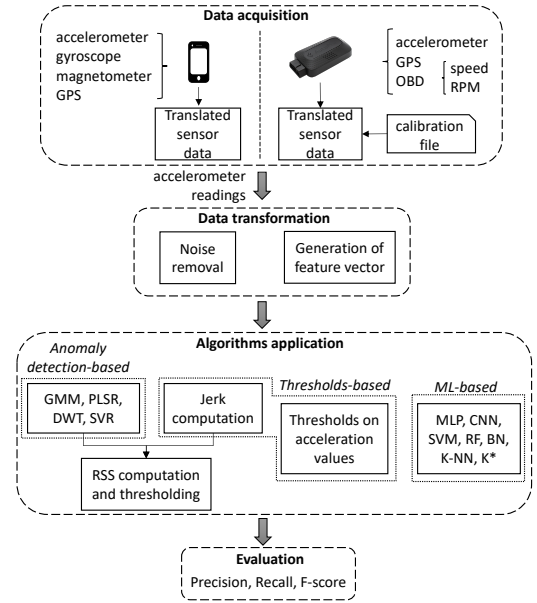 Data acquisition
accelerometer
gyroscope
magnetometer
GPS
accelerometer
GPS
OBD
speed
RPM
Translated
sensor
data
Translated
sensor
data
calibration
file
accelerometer
readings
Data transformation
Noise
removal
Generation of
feature vector
Algorithms application
Anomaly
detection-based
GMM, PLSR,
DWT, SVR
Jerk
computation
Thresholds-based
Thresholds on
acceleration
values
ML-based
MLP, CNN,
SVM, RF, BN,
K-NN, K*
RSS computation
and thresholding
Evaluation
Precision, Recall, F-score